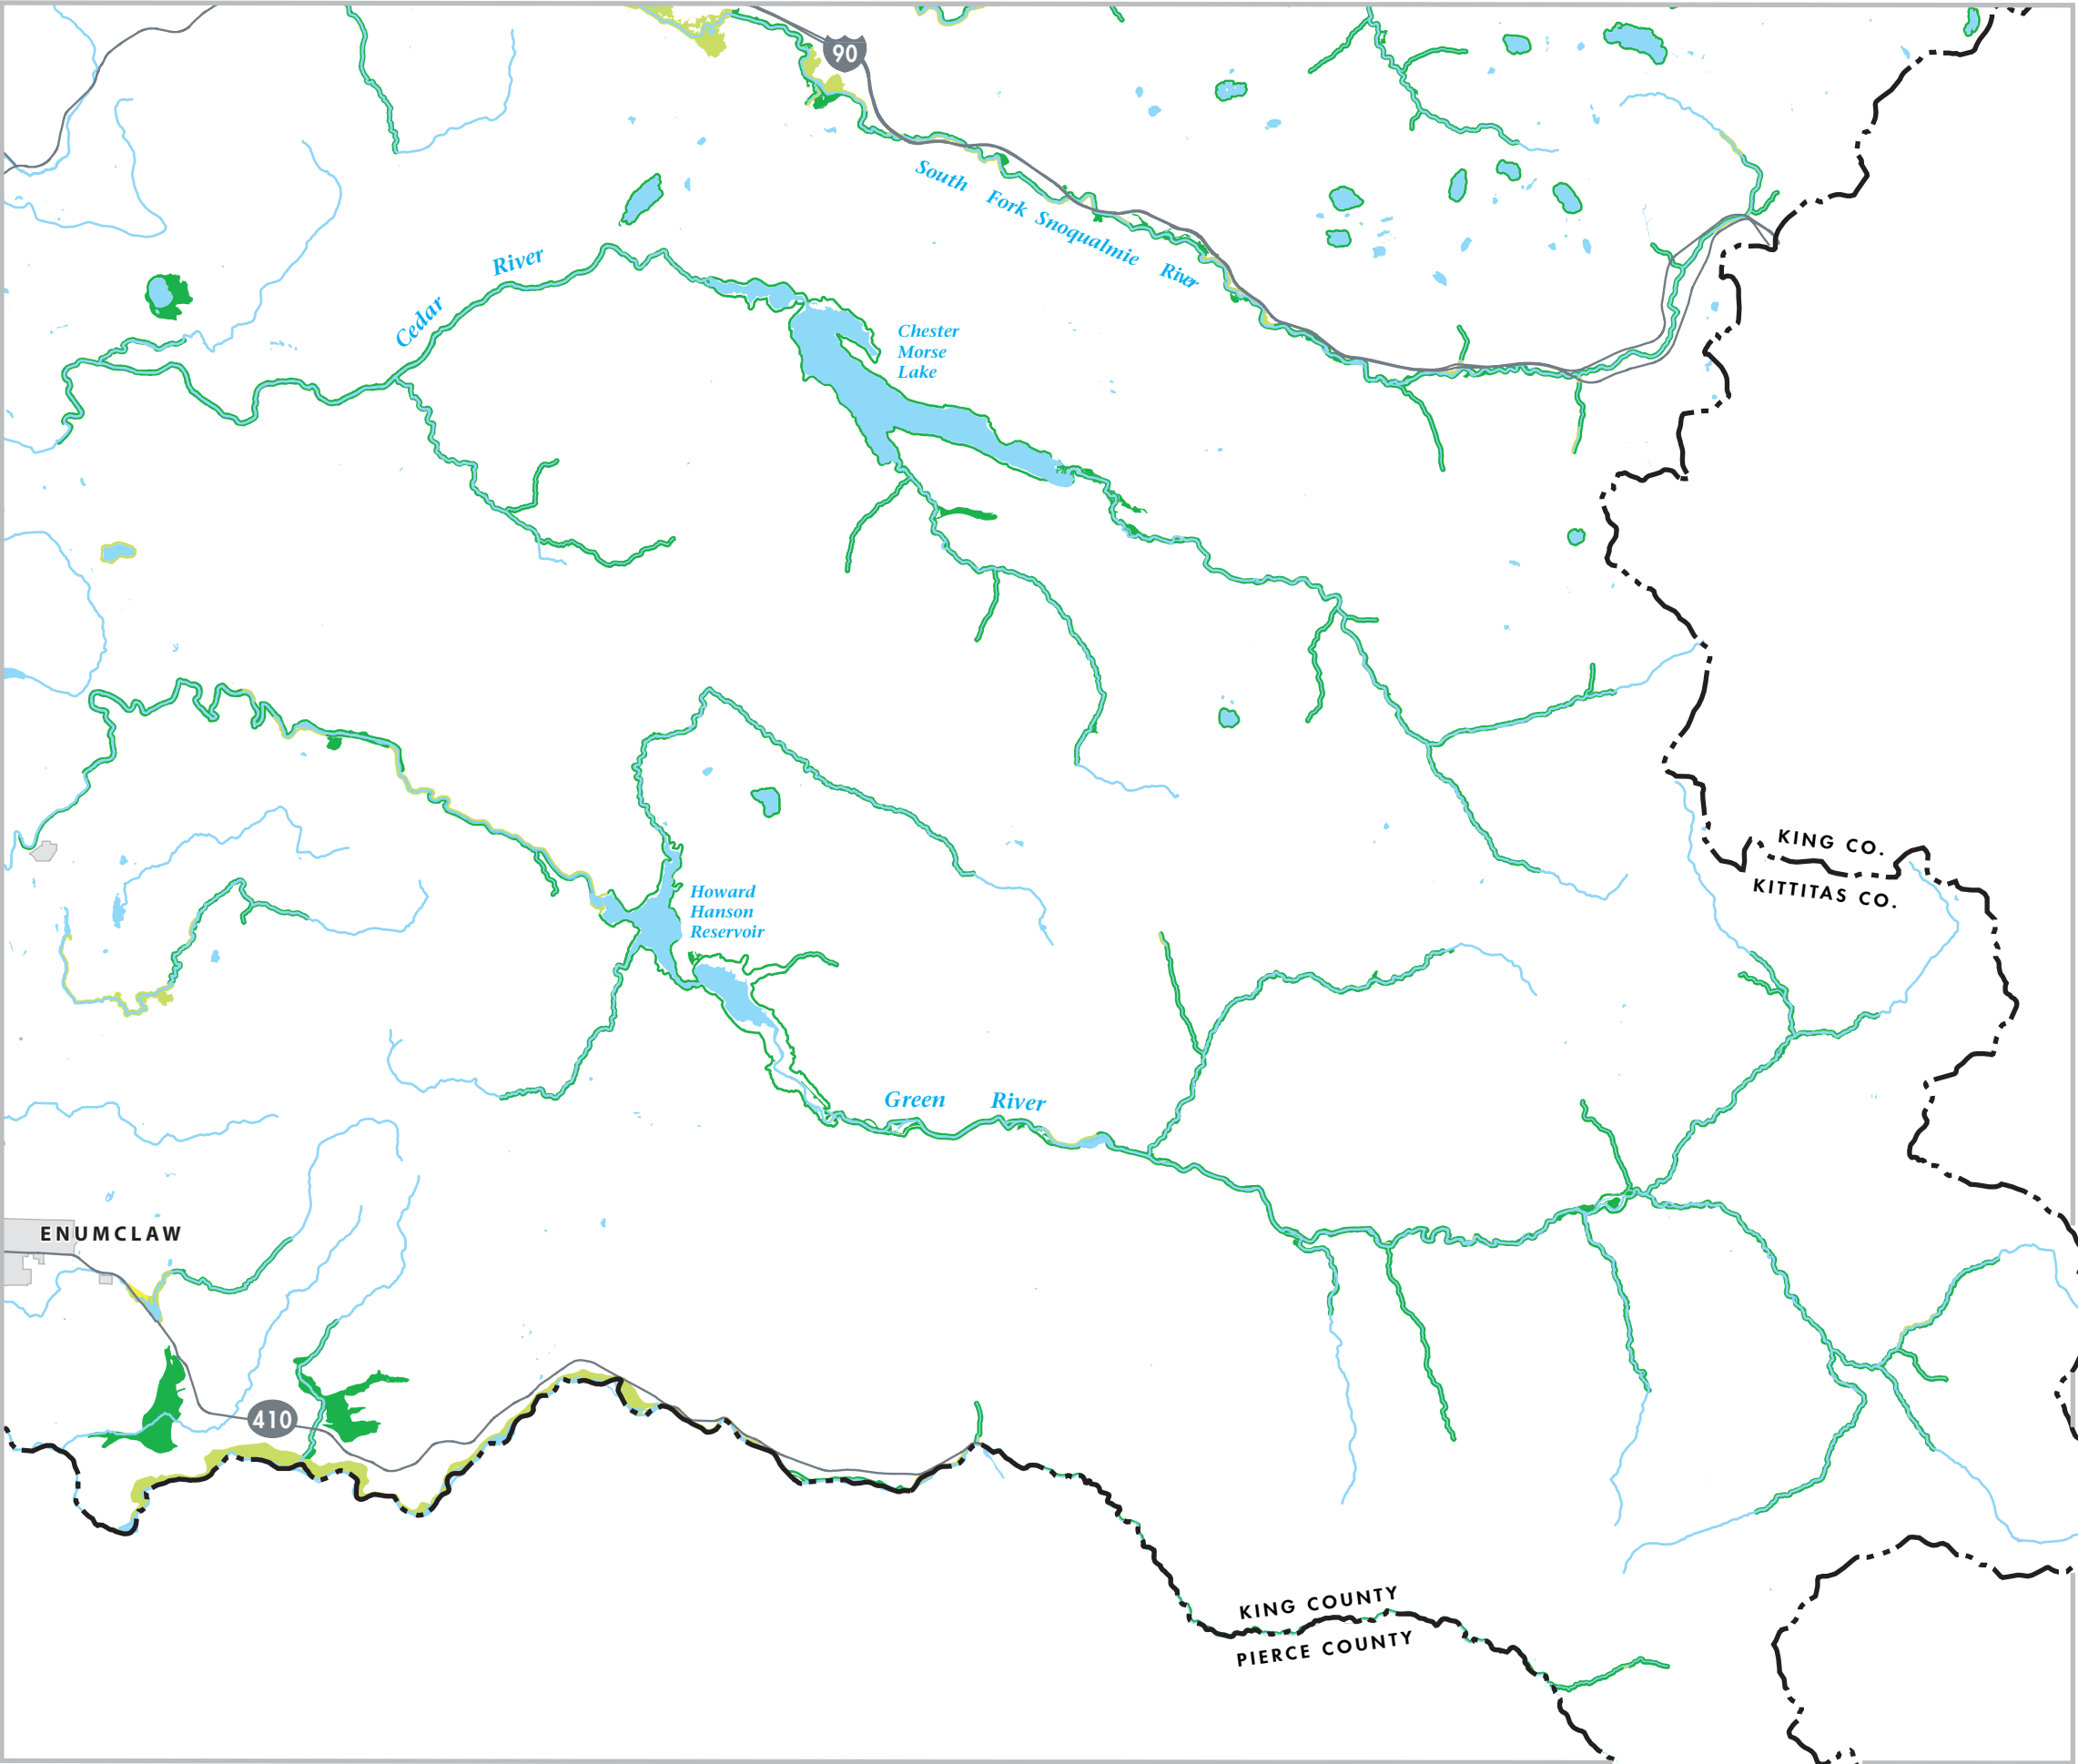 90
South Fork Snoqualmie River
Cedar River
Chester
Morse
Lake
KING CO.
KITTITAS CO.
Howard
Hanson
Reservoir
Green River
ENUMCLAW
410
KING COUNTY
PIERCE COUNTY